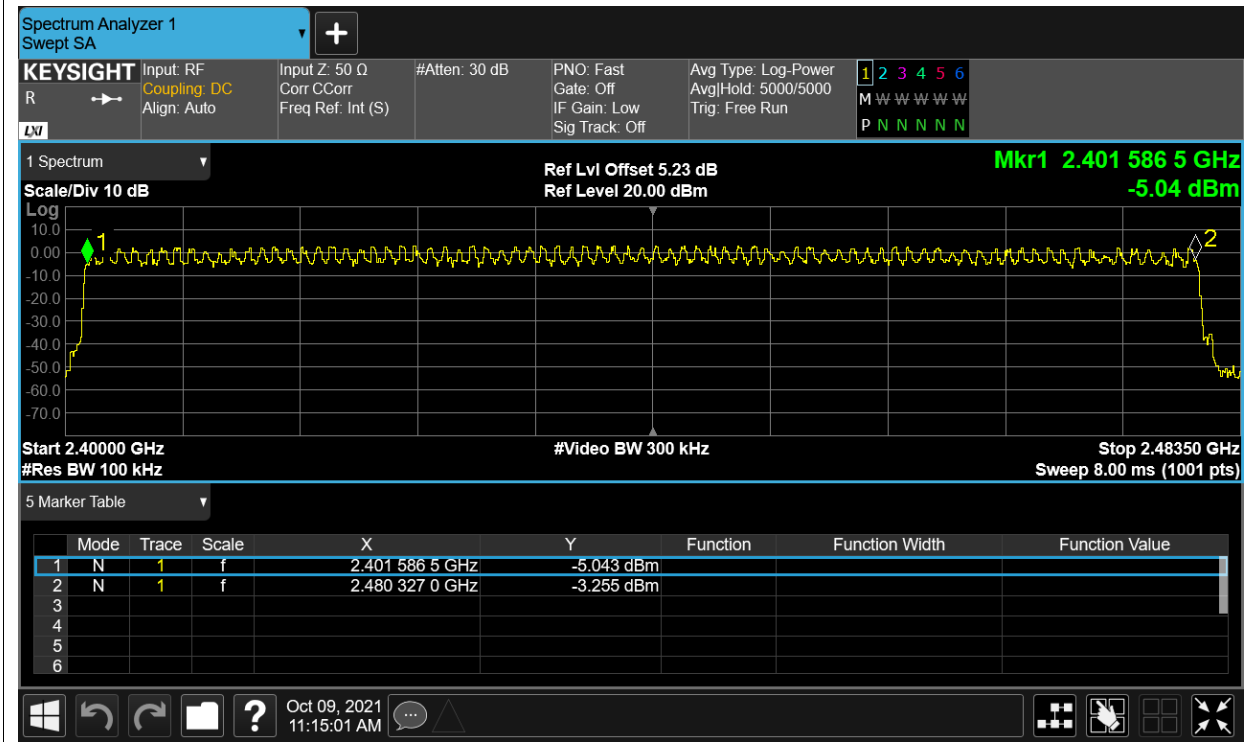 Spectrum Analyzer 1
Swept SA
KEYSIGHT
R
LXI
Input: RF
Coupling: DC
Align: Auto
Input Z: 50 Ω
Corr CCorr
Freq Ref: Int (S)
#Atten: 30 dB
PNO: Fast
Gate: Off
IF Gain: Low
Sig Track: Off
Avg Type: Log-Power
Avg|Hold: 5000/5000
Trig: Free Run
1 2 3 4 5 6
M W W W W W
P N N N N N
1 Spectrum
Scale/Div 10 dB
Ref Lvl Offset 5.23 dB
Ref Level 20.00 dBm
Mkr1 2.401 586 5 GHz
-5.04 dBm
Log
10.0
0.00
-10.0
-20.0
-30.0
-40.0
-50.0
-60.0
-70.0
1
2
Start 2.40000 GHz
#Res BW 100 kHz
#Video BW 300 kHz
Stop 2.48350 GHz
Sweep 8.00 ms (1001 pts)
5 Marker Table
Mode Trace Scale X Y Function Function Width Function Value
1 N 1 f 2.401 586 5 GHz -5.043 dBm
2 N 1 f 2.480 327 0 GHz -3.255 dBm
3
4
5
6
?
Oct 09, 2021
11:15:01 AM